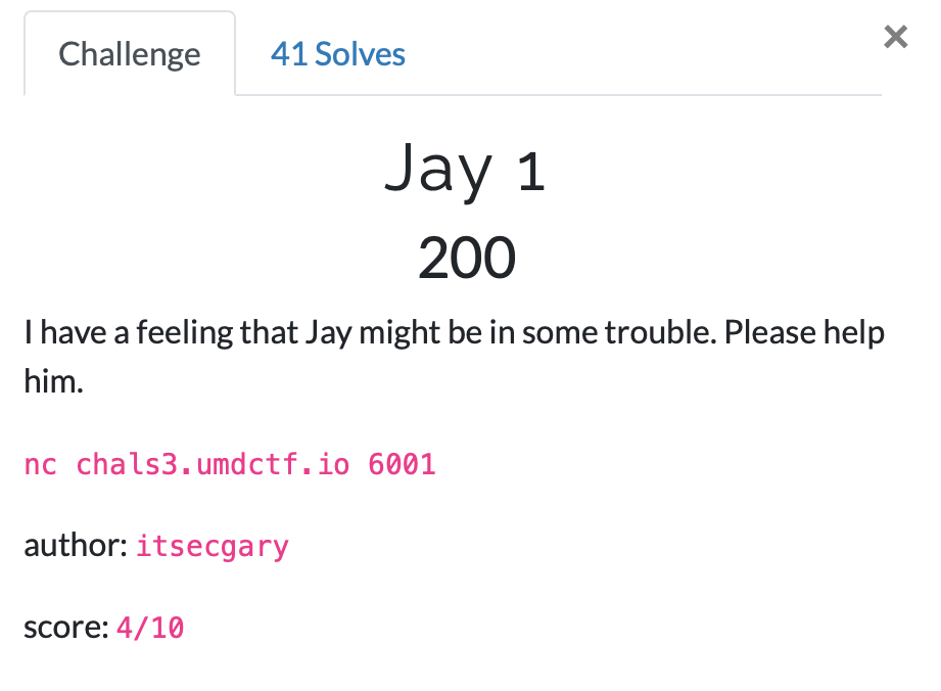 Challenge
41 Solves
×
Jay 1
200
I have a feeling that Jay might be in some trouble. Please help
him.
nc chals3.umdctf.io 6001
author: itsecgary
score: 4/10